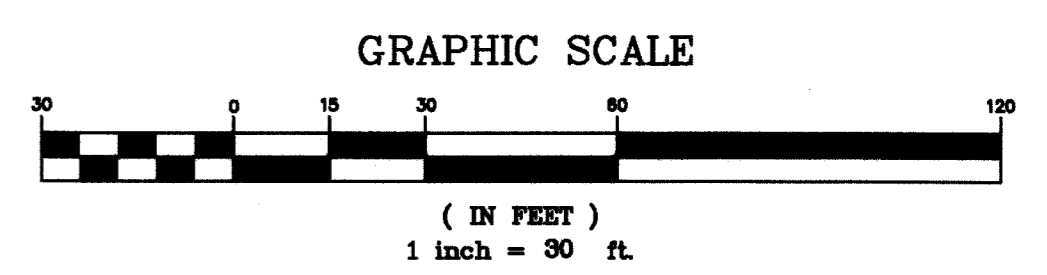 GRAPHIC SCALE
30 0 15 30 60 120
( IN FEET )
1 inch = 30 ft.